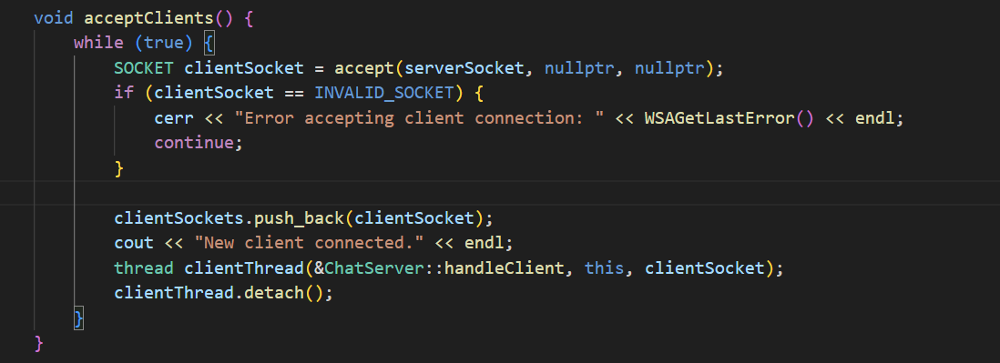 void acceptClients() {
    while (true) {
        SOCKET clientSocket = accept(serverSocket, nullptr, nullptr);
        if (clientSocket == INVALID_SOCKET) {
            cerr << "Error accepting client connection: " << WSAGetLastError() << endl;
            continue;
        }

        clientSockets.push_back(clientSocket);
        cout << "New client connected." << endl;
        thread clientThread(&ChatServer::handleClient, this, clientSocket);
        clientThread.detach();
    }
}